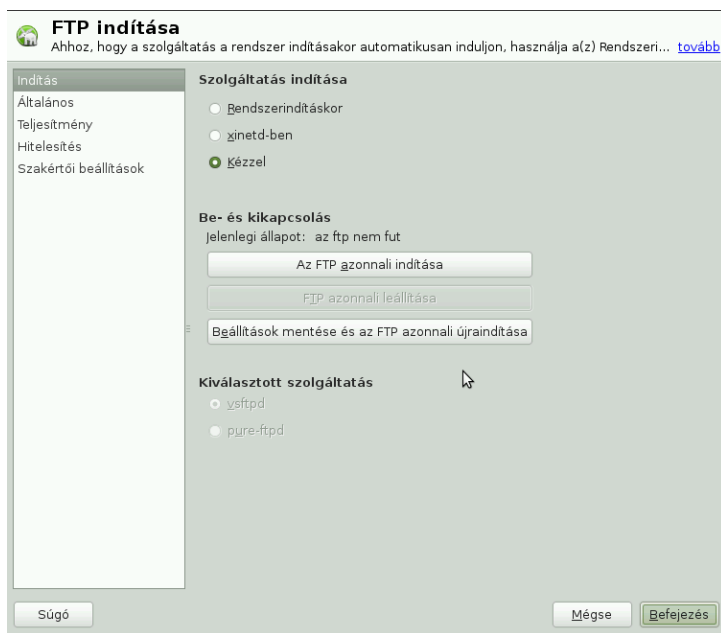 FTP indítása
Ahhoz, hogy a szolgáltatás a rendszer indításakor automatikusan induljon, használja a(z) Rendszeri... tovább
Indítás
Általános
Teljesítmény
Hitelesítés
Szakértői beállítások
Szolgáltatás indítása
Rendszerindításkor
xinetd-ben
Kézzel
Be- és kikapcsolás
Jelenlegi állapot: az ftp nem fut
Az FTP azonnali indítása
FTP azonnali leállítása
Beállítások mentése és az FTP azonnali újraindítása
Kiválasztott szolgáltatás
vsftpd
pure-ftpd
Súgó
Mégse
Befejezés